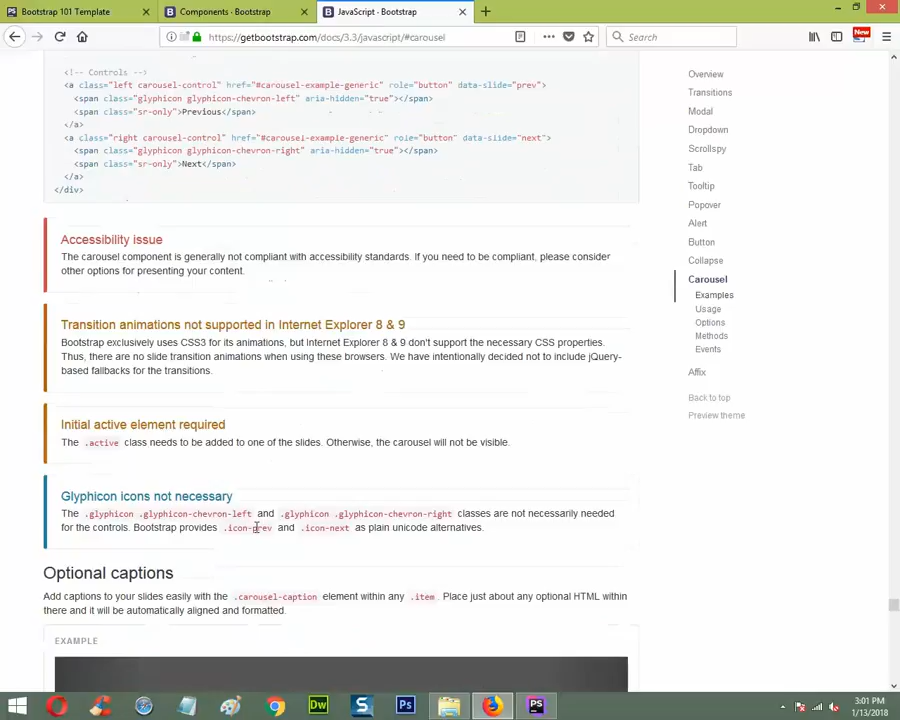 Bootstrap 101 Template
Components · Bootstrap
JavaScript · Bootstrap
https://getbootstrap.com/docs/3.3/javascript/#carousel
Search
New
<!-- Controls -->
<a class="left carousel-control" href="#carousel-example-generic" role="button" data-slide="prev">
<span class="glyphicon glyphicon-chevron-left" aria-hidden="true"></span>
<span class="sr-only">Previous</span>
</a>
<a class="right carousel-control" href="#carousel-example-generic" role="button" data-slide="next">
<span class="glyphicon glyphicon-chevron-right" aria-hidden="true"></span>
<span class="sr-only">Next</span>
</a>
</div>
Accessibility issue
The carousel component is generally not compliant with accessibility standards. If you need to be compliant, please consider
other options for presenting your content.
Transition animations not supported in Internet Explorer 8 & 9
Bootstrap exclusively uses CSS3 for its animations, but Internet Explorer 8 & 9 don't support the necessary CSS properties.
Thus, there are no slide transition animations when using these browsers. We have intentionally decided not to include jQuery-
based fallbacks for the transitions.
Initial active element required
The .active class needs to be added to one of the slides. Otherwise, the carousel will not be visible.
Glyphicon icons not necessary
The .glyphicon .glyphicon-chevron-left and .glyphicon .glyphicon-chevron-right classes are not necessarily needed
for the controls. Bootstrap provides .icon-prev and .icon-next as plain unicode alternatives.
Optional captions
Add captions to your slides easily with the .carousel-caption element within any .item. Place just about any optional HTML within
there and it will be automatically aligned and formatted.
EXAMPLE
Overview
Transitions
Modal
Dropdown
Scrollspy
Tab
Tooltip
Popover
Alert
Button
Collapse
Carousel
Examples
Usage
Options
Methods
Events
Affix
Back to top
Preview theme
Dw
S
Ps
PS
3:01 PM
1/13/2018